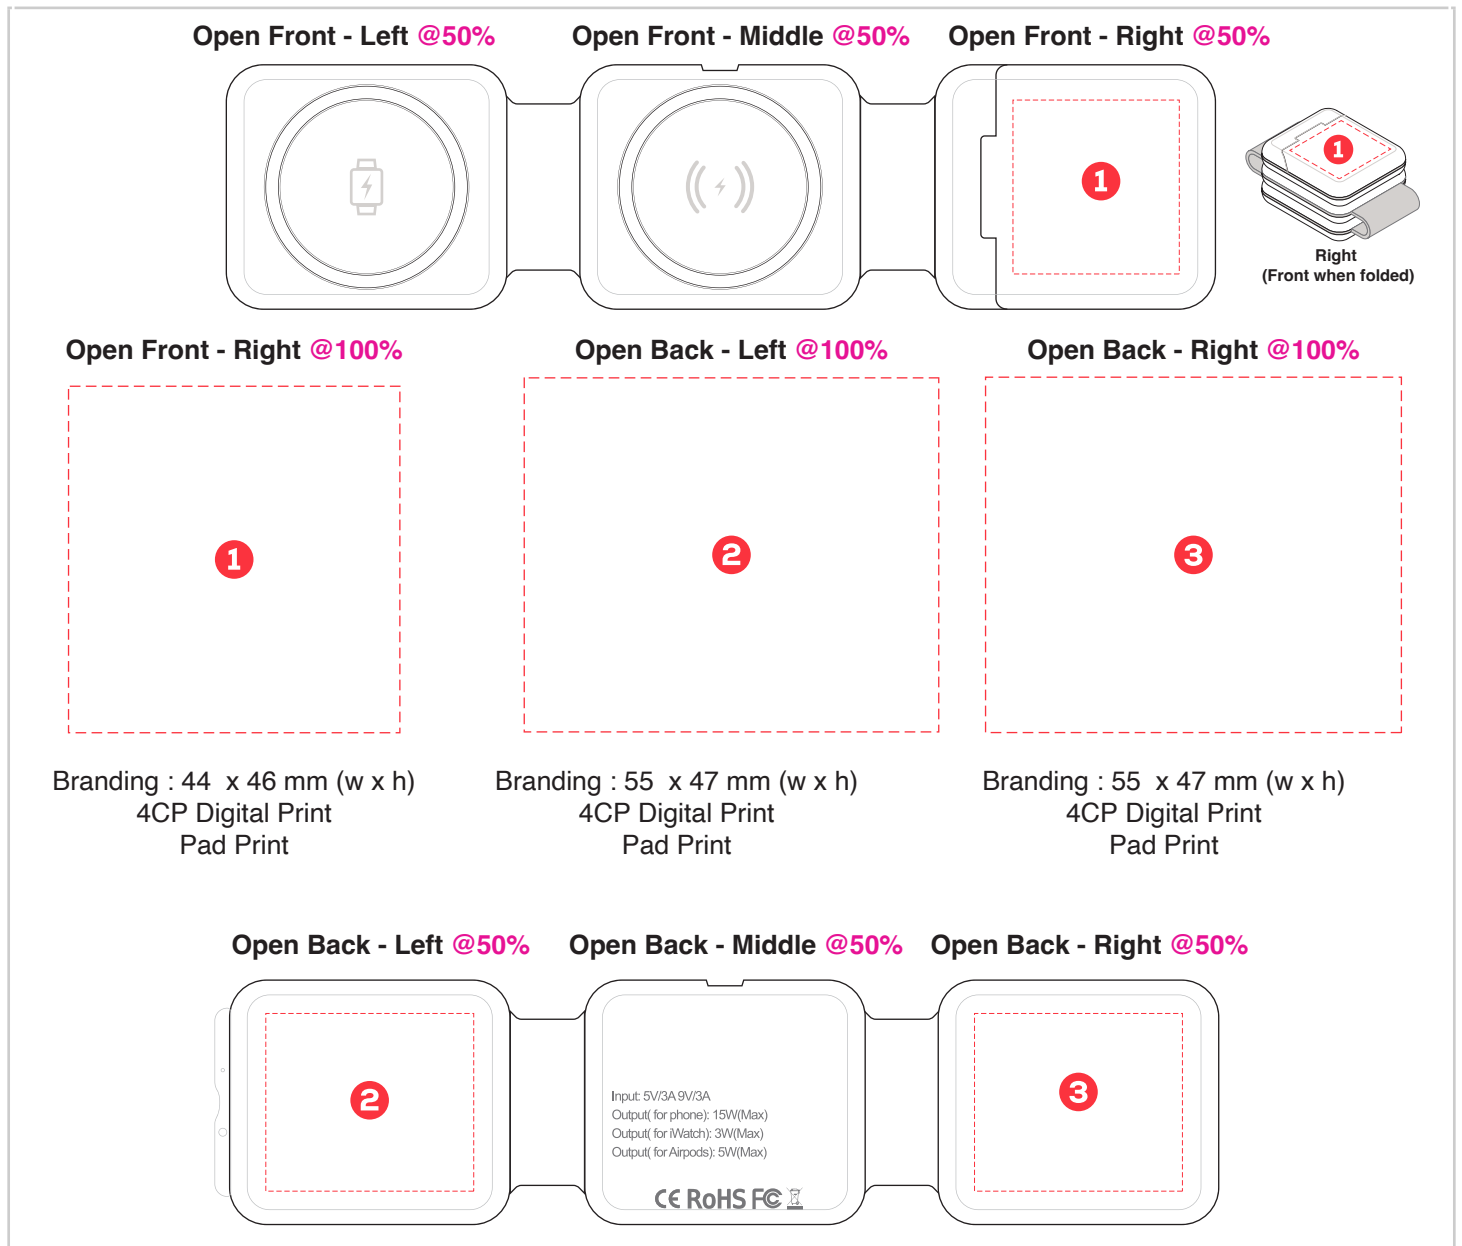 Open Front - Left @50%
Open Front - Middle @50%
Open Front - Right @50%
1
1
Right
(Front when folded)
Open Front - Right @100%
Open Back - Left @100%
Open Back - Right @100%
1
2
3
Branding : 44 x 46 mm (w x h)
4CP Digital Print
Pad Print
Branding : 55 x 47 mm (w x h)
4CP Digital Print
Pad Print
Branding : 55 x 47 mm (w x h)
4CP Digital Print
Pad Print
Open Back - Left @50%
Open Back - Middle @50%
Open Back - Right @50%
2
Input: 5V/3A 9V/3A
Output( for phone): 15W(Max)
Output( for iWatch): 3W(Max)
Output( for Airpods): 5W(Max)
CE RoHS FC
3